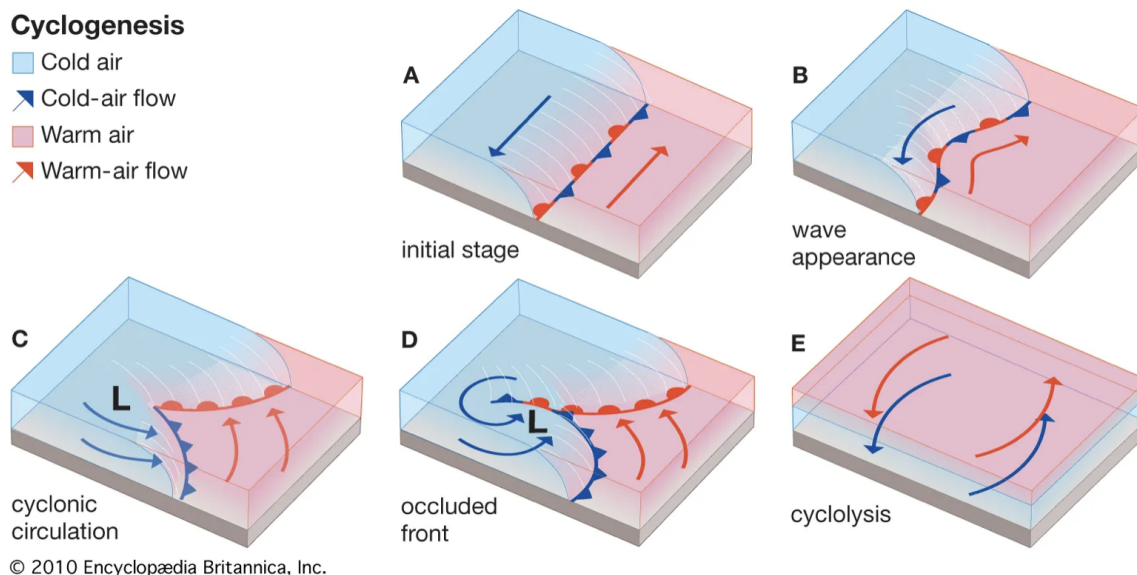 Cyclogenesis
Cold air
Cold-air flow
Warm air
Warm-air flow
A
initial stage
B
wave
appearance
C
L
cyclonic
circulation
D
L
occluded
front
E
cyclolysis
© 2010 Encyclopædia Britannica, Inc.